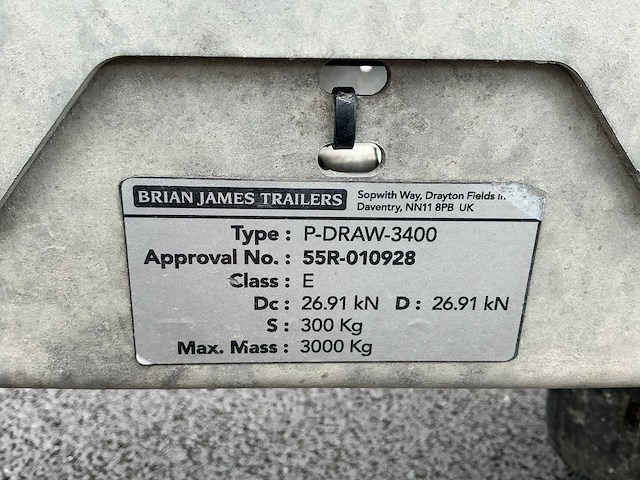 BRIAN JAMES TRAILERS
Sopwith Way, Drayton Fields
Daventry, NN11 8PB UK
Type : P-DRAW-3400
Approval No. : 55R-010928
Class : E
Dc : 26.91 kN D : 26.91 kN
S : 300 Kg
Max. Mass : 3000 Kg